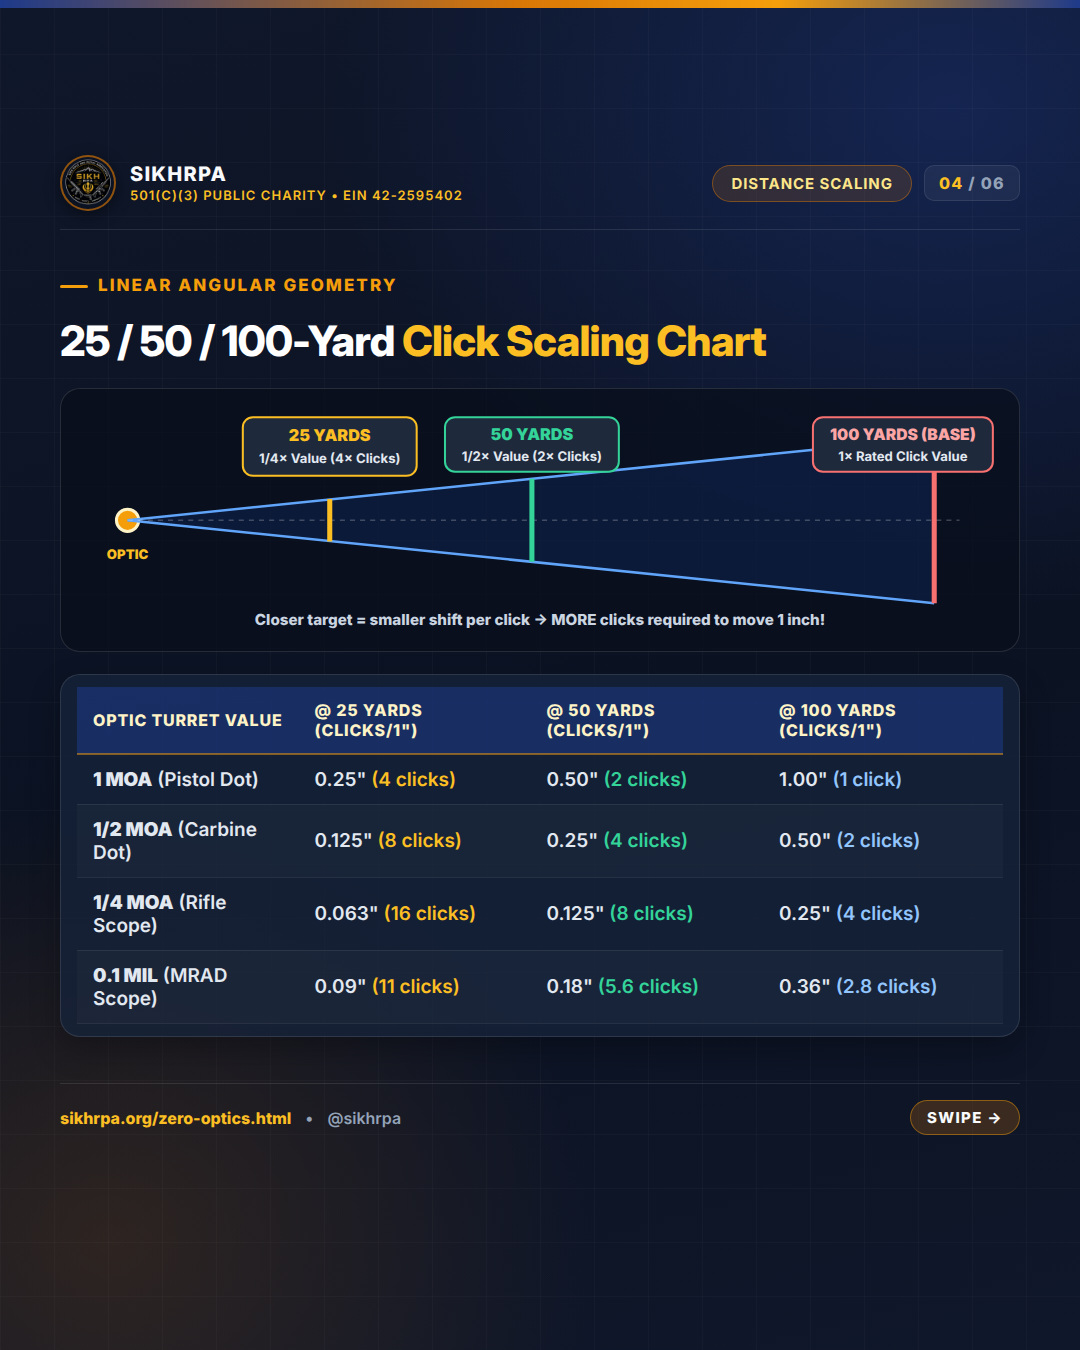 SIKH
SIKHRPA
501(C)(3) PUBLIC CHARITY • EIN 42-2595402
DISTANCE SCALING
04 / 06
LINEAR ANGULAR GEOMETRY
25 / 50 / 100-Yard Click Scaling Chart
25 YARDS
1/4× Value (4× Clicks)
50 YARDS
1/2× Value (2× Clicks)
100 YARDS (BASE)
1× Rated Click Value
OPTIC
Closer target = smaller shift per click → MORE clicks required to move 1 inch!
OPTIC TURRET VALUE
@ 25 YARDS
(CLICKS/1")
@ 50 YARDS
(CLICKS/1")
@ 100 YARDS
(CLICKS/1")
1 MOA (Pistol Dot)
0.25" (4 clicks)
0.50" (2 clicks)
1.00" (1 click)
1/2 MOA (Carbine
Dot)
0.125" (8 clicks)
0.25" (4 clicks)
0.50" (2 clicks)
1/4 MOA (Rifle
Scope)
0.063" (16 clicks)
0.125" (8 clicks)
0.25" (4 clicks)
0.1 MIL (MRAD
Scope)
0.09" (11 clicks)
0.18" (5.6 clicks)
0.36" (2.8 clicks)
sikhrpa.org/zero-optics.html • @sikhrpa
SWIPE →